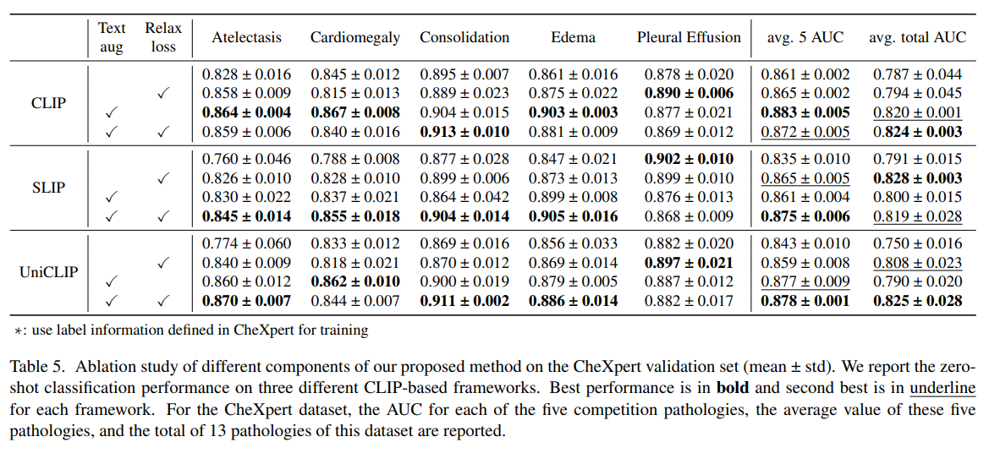 Text aug Relax loss Atelectasis Cardiomegaly Consolidation Edema Pleural Effusion avg. 5 AUC avg. total AUC
CLIP
0.828 ± 0.016 0.845 ± 0.012 0.895 ± 0.007 0.861 ± 0.016 0.878 ± 0.020 0.861 ± 0.002 0.787 ± 0.044
✓ 0.858 ± 0.009 0.815 ± 0.013 0.889 ± 0.023 0.875 ± 0.022 0.890 ± 0.006 0.865 ± 0.002 0.794 ± 0.045
✓ 0.864 ± 0.004 0.867 ± 0.008 0.904 ± 0.015 0.903 ± 0.003 0.877 ± 0.021 0.883 ± 0.005 0.820 ± 0.001
✓ ✓ 0.859 ± 0.006 0.840 ± 0.016 0.913 ± 0.010 0.881 ± 0.009 0.869 ± 0.012 0.872 ± 0.005 0.824 ± 0.003
SLIP
0.760 ± 0.046 0.788 ± 0.008 0.877 ± 0.028 0.847 ± 0.021 0.902 ± 0.010 0.835 ± 0.010 0.791 ± 0.015
✓ 0.826 ± 0.010 0.828 ± 0.010 0.899 ± 0.006 0.873 ± 0.013 0.899 ± 0.010 0.865 ± 0.005 0.828 ± 0.003
✓ 0.830 ± 0.022 0.837 ± 0.021 0.864 ± 0.042 0.899 ± 0.008 0.876 ± 0.013 0.861 ± 0.004 0.800 ± 0.015
✓ ✓ 0.845 ± 0.014 0.855 ± 0.018 0.904 ± 0.014 0.905 ± 0.016 0.868 ± 0.009 0.875 ± 0.006 0.819 ± 0.028
UniCLIP
0.774 ± 0.060 0.833 ± 0.012 0.869 ± 0.016 0.856 ± 0.033 0.882 ± 0.020 0.843 ± 0.010 0.750 ± 0.016
✓ 0.840 ± 0.009 0.818 ± 0.021 0.870 ± 0.012 0.869 ± 0.014 0.897 ± 0.021 0.859 ± 0.008 0.808 ± 0.023
✓ 0.860 ± 0.012 0.862 ± 0.010 0.900 ± 0.019 0.879 ± 0.005 0.887 ± 0.012 0.877 ± 0.009 0.790 ± 0.020
✓ ✓ 0.870 ± 0.007 0.844 ± 0.007 0.911 ± 0.002 0.886 ± 0.014 0.882 ± 0.017 0.878 ± 0.001 0.825 ± 0.028
*: use label information defined in CheXpert for training
Table 5. Ablation study of different components of our proposed method on the CheXpert validation set (mean ± std). We report the zero-
shot classification performance on three different CLIP-based frameworks. Best performance is in bold and second best is in underline
for each framework. For the CheXpert dataset, the AUC for each of the five competition pathologies, the average value of these five
pathologies, and the total of 13 pathologies of this dataset are reported.